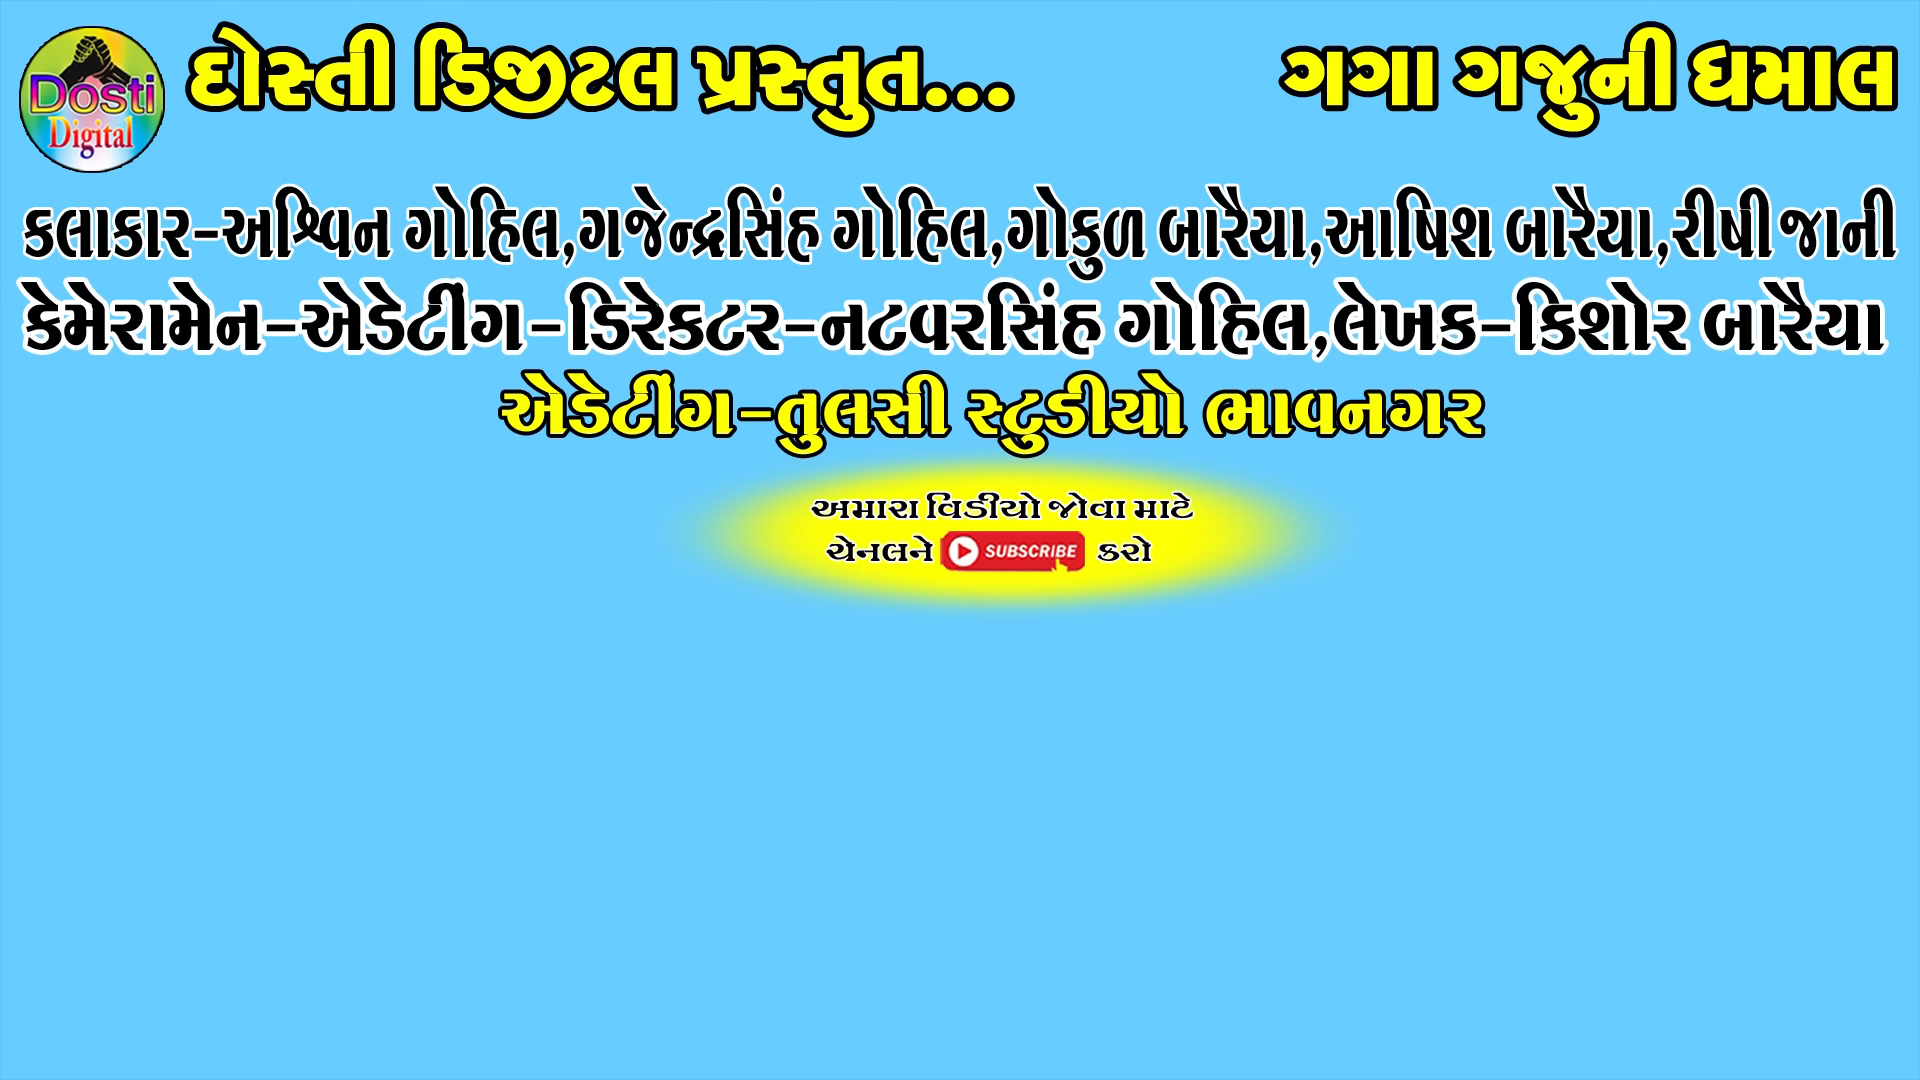 Dosti
Digital
દોસ્તી ડિજીટલ પ્રસ્તુત... ગગા ગજુની ધમાલ
કલાકાર-અશ્વિન ગોહિલ,ગજેન્દ્રસિંહ ગોહિલ,ગોકુળ બારૈયા,આષિશ બારૈયા,રીષી જાની
કેમેરામેન-એડેટીંગ-ડિરેકટર-નટવરસિંહ ગોહિલ,લેખક-કિશોર બારૈયા
એડેટીંગ-તુલસી સ્ટુડીયો ભાવનગર
અમારા વિડીયો જોવા માટે
ચેનલને SUBSCRIBE કરો